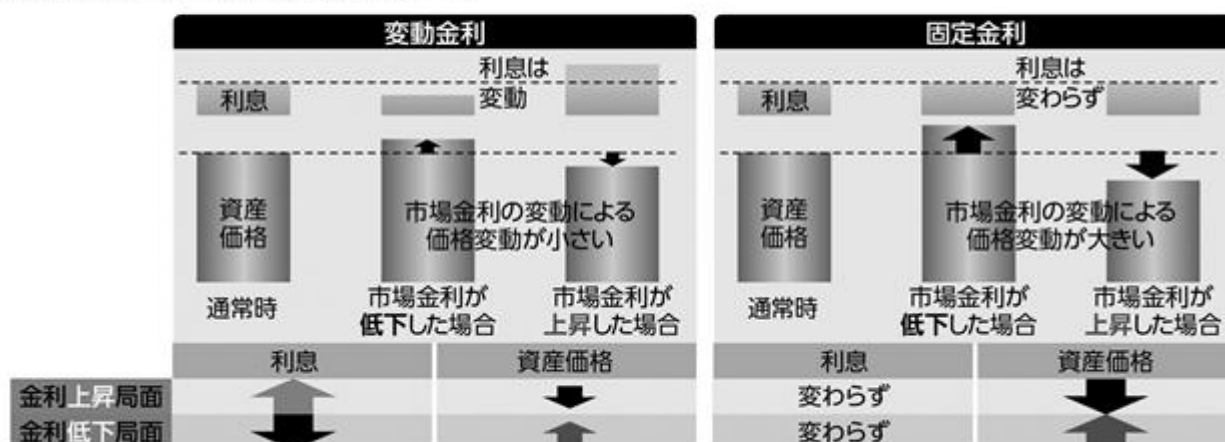 変動金利
利息は
変動
利息
資産
価格
市場金利の変動による
価格変動が小さい
通常時
市場金利が
低下した場合
市場金利が
上昇した場合
固定金利
利息は
変わらず
利息
資産
価格
市場金利の変動による
価格変動が大きい
通常時
市場金利が
低下した場合
市場金利が
上昇した場合
利息 資産価格 利息 資産価格
金利上昇局面 変わらず
金利低下局面 変わらず